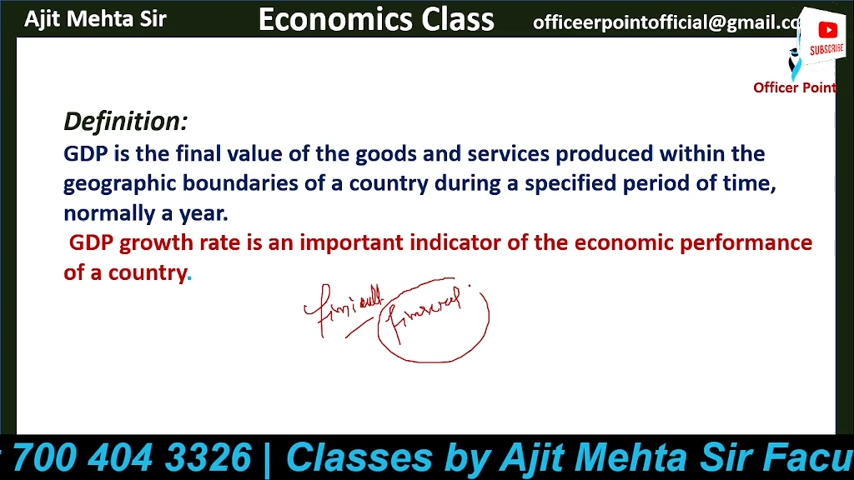 Ajit Mehta Sir
Economics Class
officeerpointofficial@gmail.co
SUBSCRIBE
Officer Point
Definition:
GDP is the final value of the goods and services produced within the
geographic boundaries of a country during a specified period of time,
normally a year.
GDP growth rate is an important indicator of the economic performance
of a country.
700 404 3326 | Classes by Ajit Mehta Sir Facu